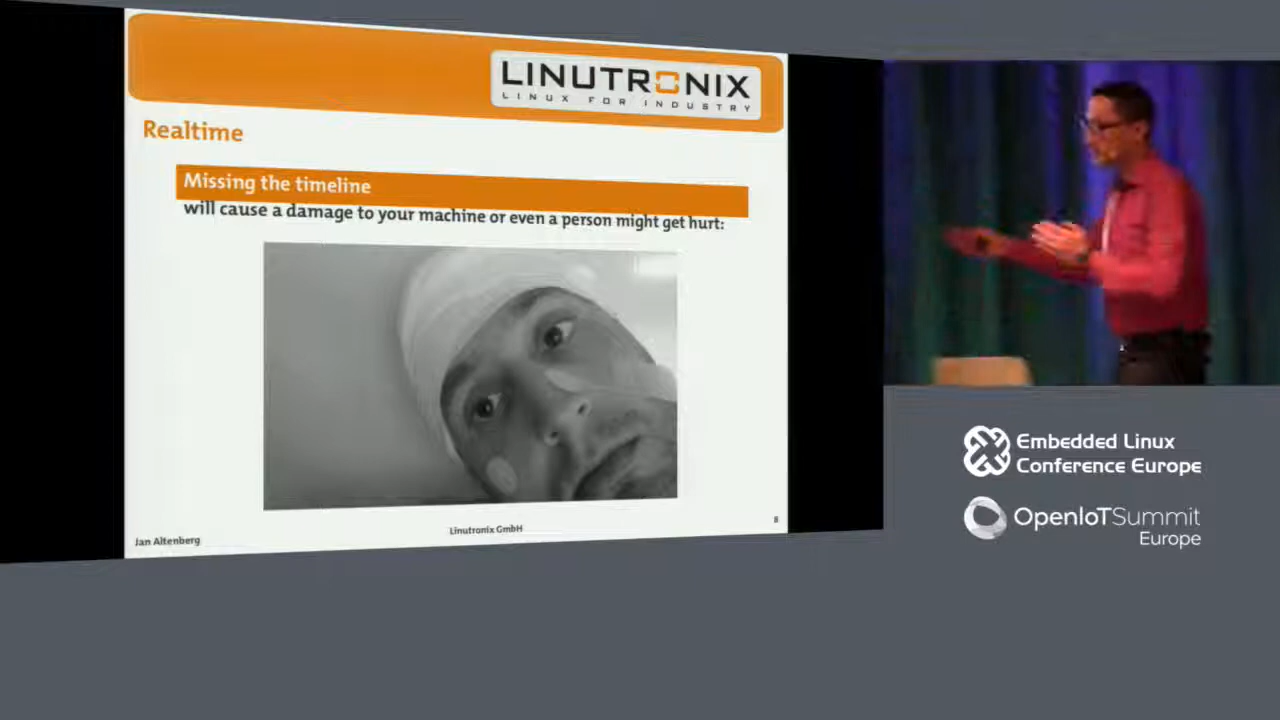 LINUTRONIX
LINUX FOR INDUSTRY
Realtime
Missing the timeline
will cause a damage to your machine or even a person might get hurt:
8
Linutronix GmbH
Jan Altenberg
Embedded Linux
Conference Europe
OpenIoTSummit
Europe